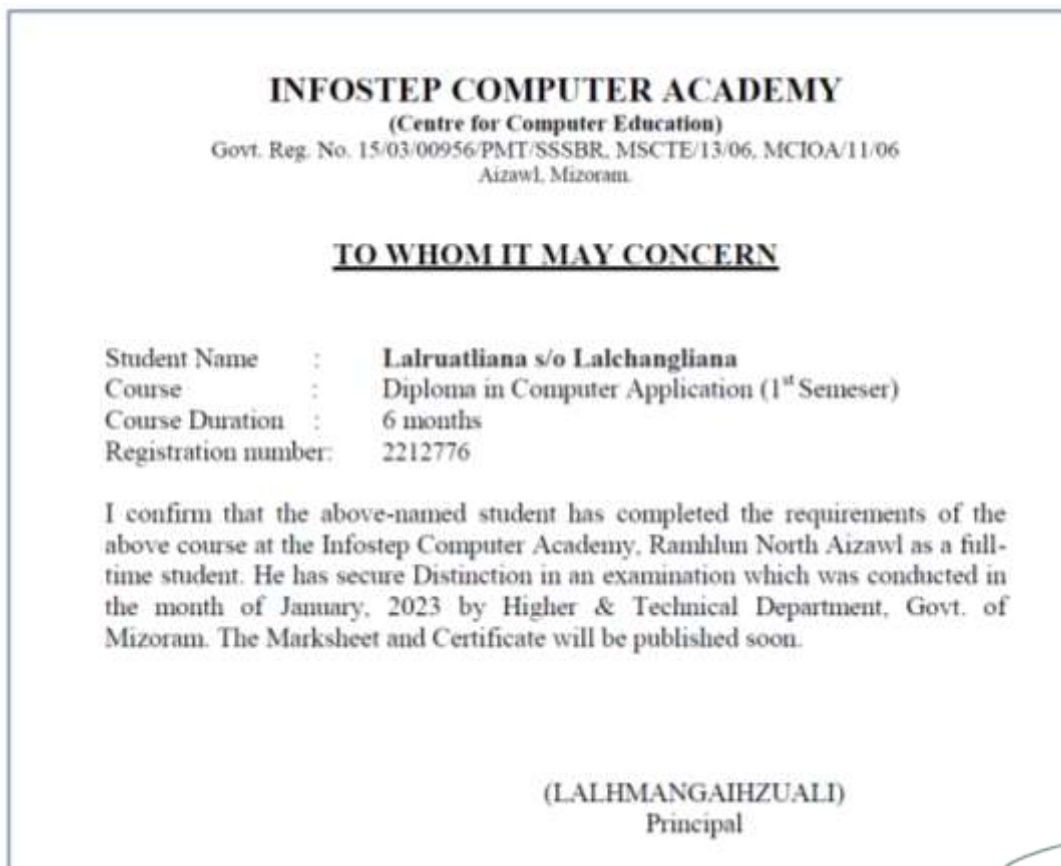 INFOSTEP COMPUTER ACADEMY
(Centre for Computer Education)
Govt. Reg. No. 15/03/00956/PMT/SSSBR, MSCTE/13/06, MCIOA/11/06
Aizawl, Mizoram.
TO WHOM IT MAY CONCERN
Student Name : Lalruatliana s/o Lalchangliana
Course : Diploma in Computer Application (1st Semeser)
Course Duration : 6 months
Registration number: 2212776
I confirm that the above-named student has completed the requirements of the
above course at the Infostep Computer Academy, Ramhlun North Aizawl as a full-
time student. He has secure Distinction in an examination which was conducted in
the month of January, 2023 by Higher & Technical Department, Govt. of
Mizoram. The Marksheet and Certificate will be published soon.
(LALHMANGAIHZUALI)
Principal